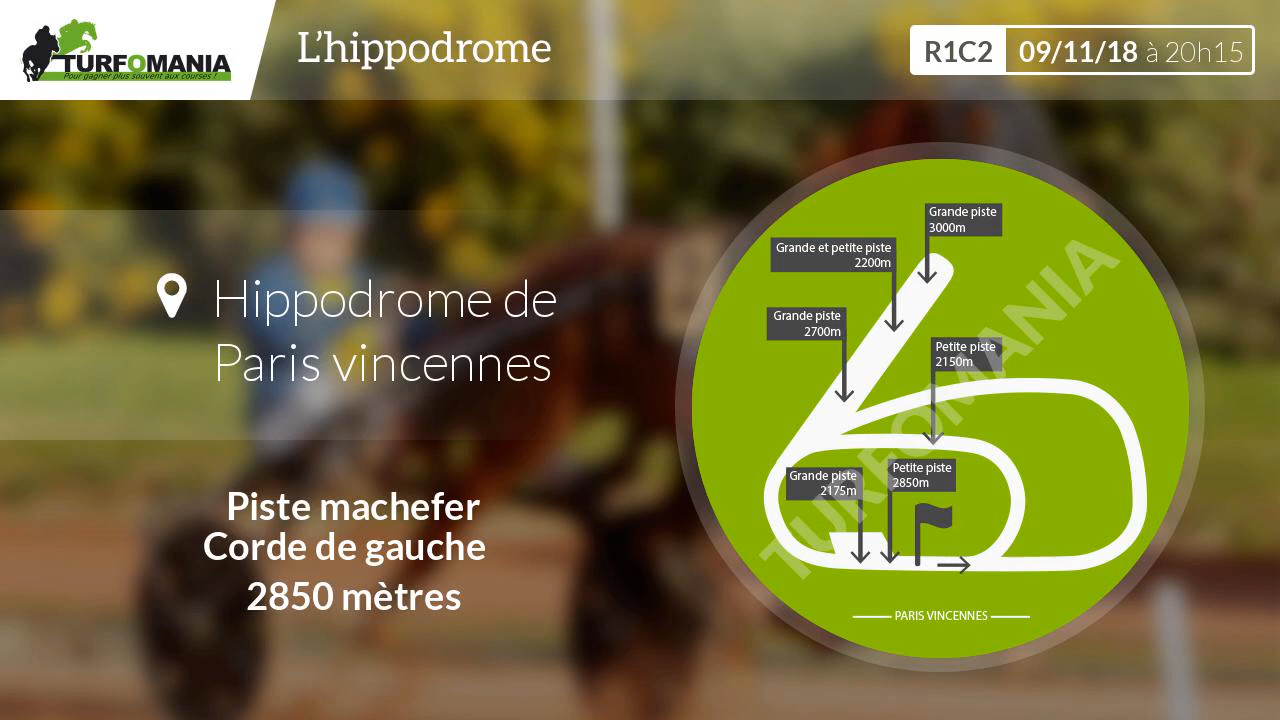 TURFOMANIA
Pour gagner plus souvent aux courses !
L'hippodrome
R1C2 09/11/18 à 20h15
Hippodrome de
Paris vincennes
Piste machefer
Corde de gauche
2850 mètres
Grande piste
3000m
Grande et petite piste
2200m
Grande piste
2700m
Petite piste
2150m
Grande piste
2175m
Petite piste
2850m
TURFOMANIA
PARIS VINCENNES